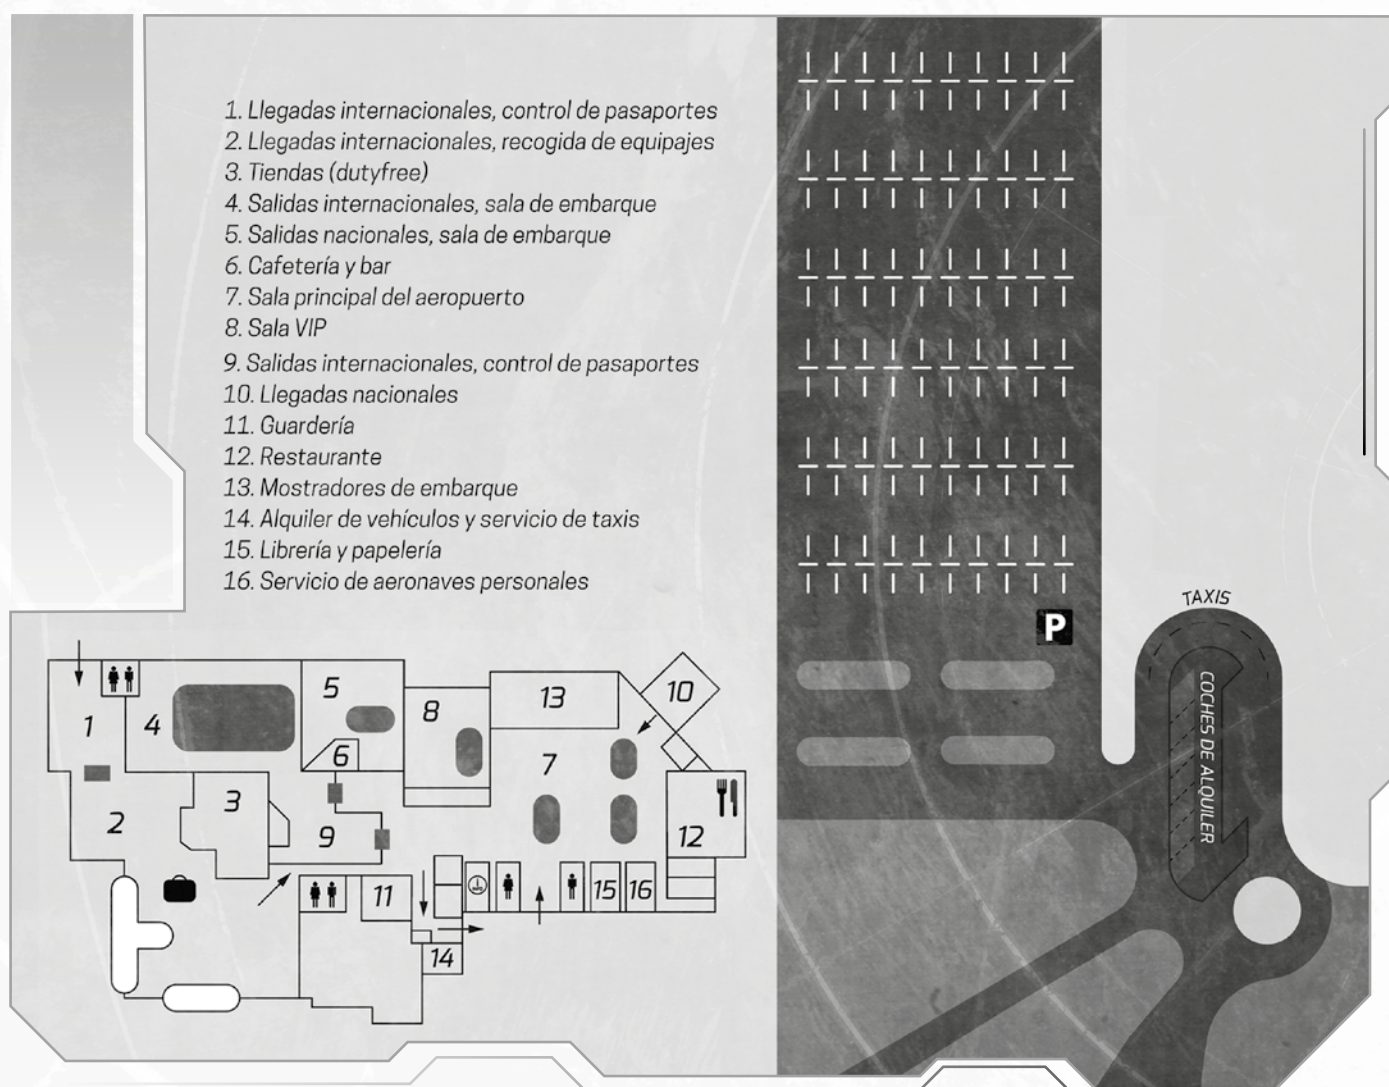 1. Llegadas internacionales, control de pasaportes
2. Llegadas internacionales, recogida de equipajes
3. Tiendas (dutyfree)
4. Salidas internacionales, sala de embarque
5. Salidas nacionales, sala de embarque
6. Cafetería y bar
7. Sala principal del aeropuerto
8. Sala VIP
9. Salidas internacionales, control de pasaportes
10. Llegadas nacionales
11. Guardería
12. Restaurante
13. Mostradores de embarque
14. Alquiler de vehículos y servicio de taxis
15. Librería y papelería
16. Servicio de aeronaves personales
TAXIS
P
COCHES DE ALQUILER
5
13
10
1
4
8
6
7
3
2
9
12
11
15
16
14